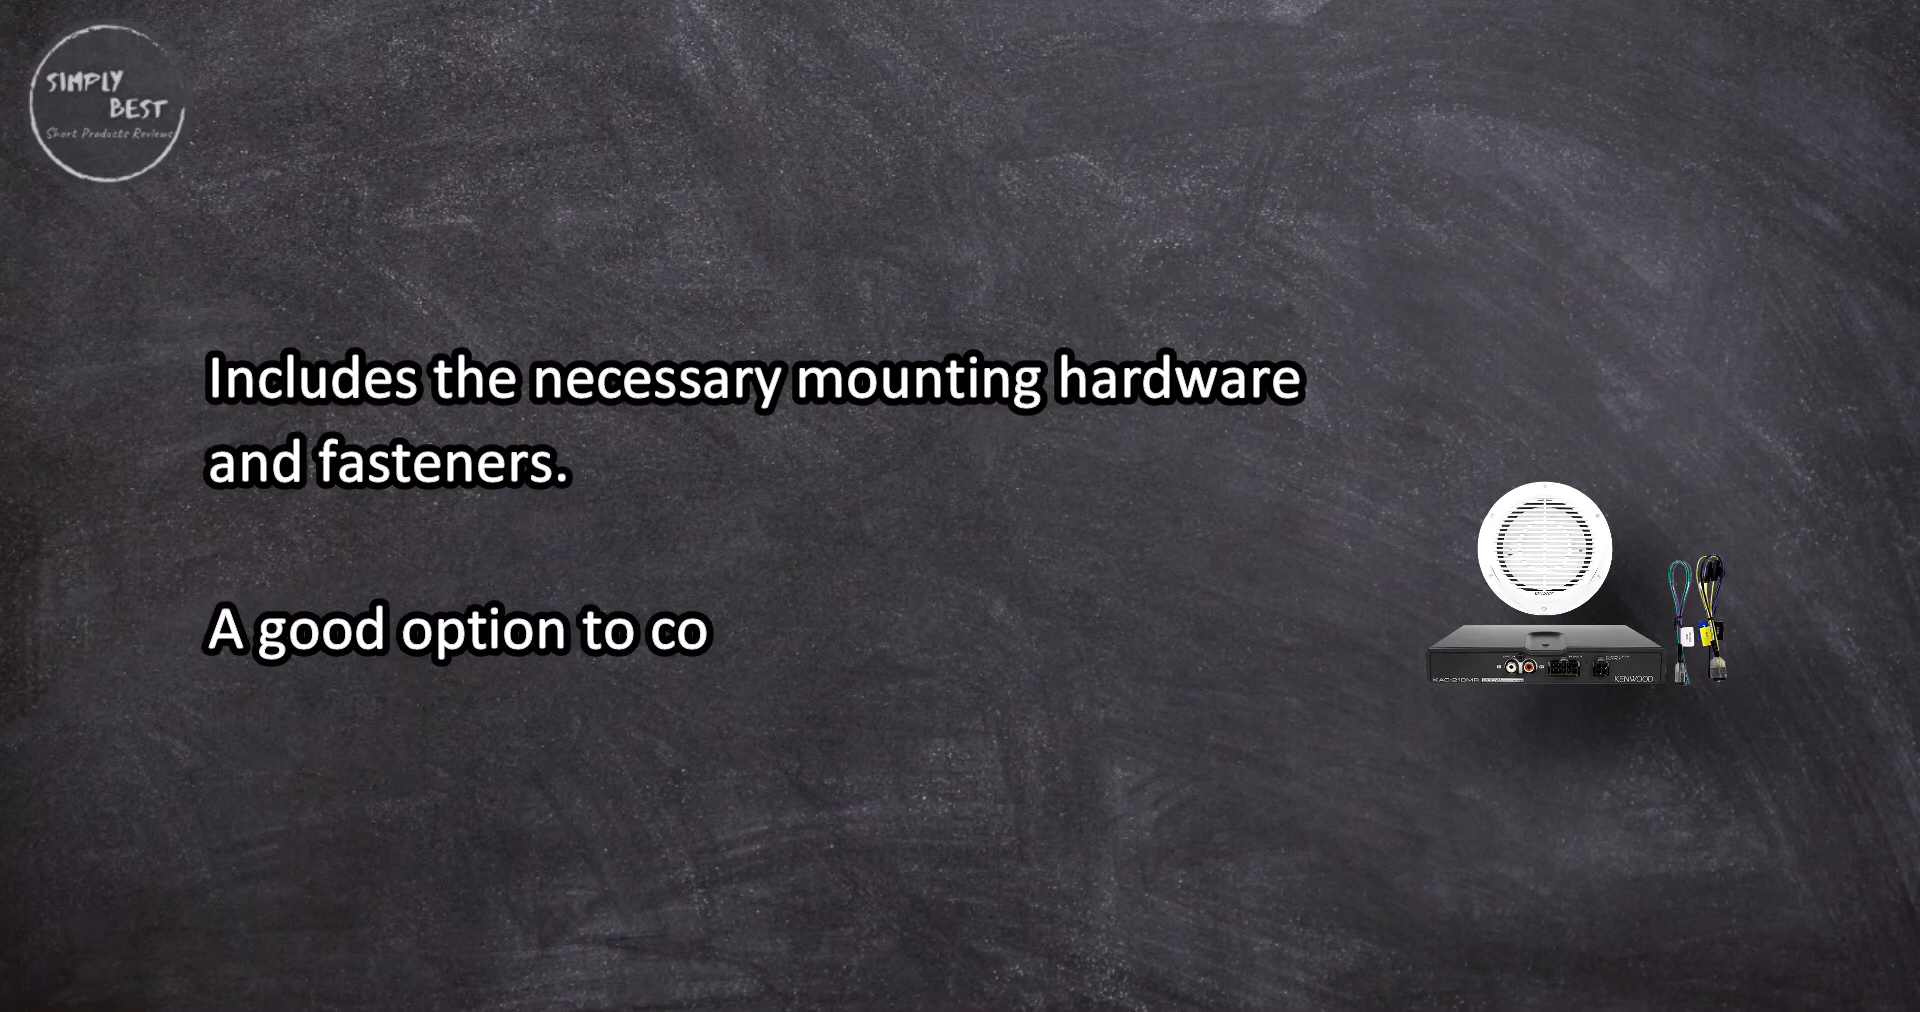 SIMPLY
BEST
Short Products Reviews
Includes the necessary mounting hardware
and fasteners.
A good option to co
KENWOOD